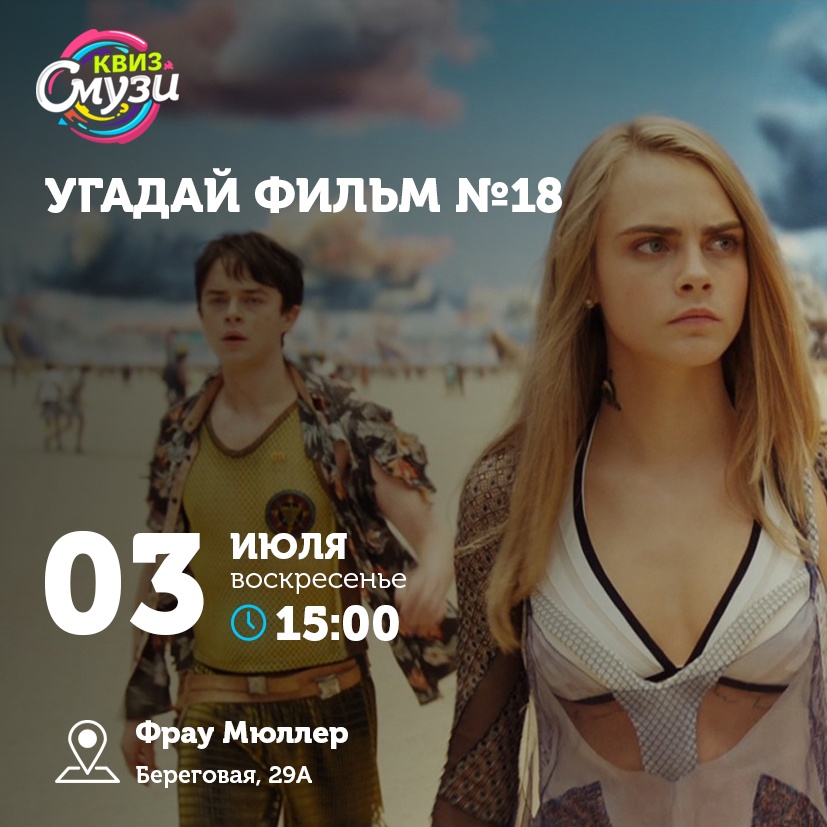 КВИЗ
Смузи
УГАДАЙ ФИЛЬМ №18
03
ИЮЛЯ
воскресенье
15:00
Фрау Мюллер
Береговая, 29А